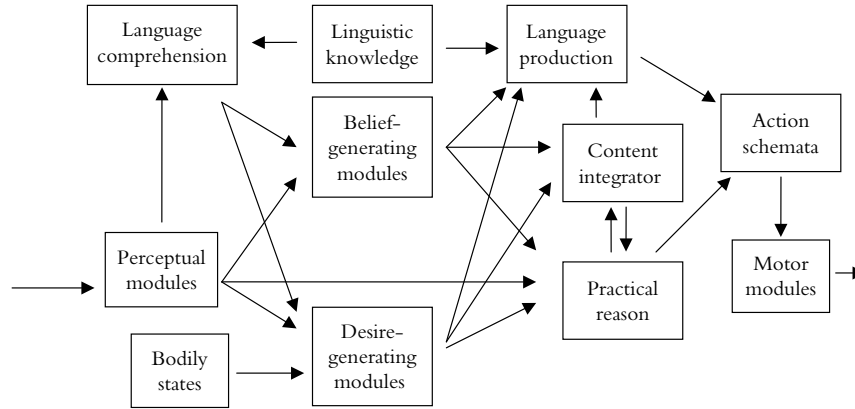 Language
comprehension
Linguistic
knowledge
Language
production
Belief-
generating
modules
Content
integrator
Action
schemata
Perceptual
modules
Practical
reason
Motor
modules
Bodily
states
Desire-
generating
modules